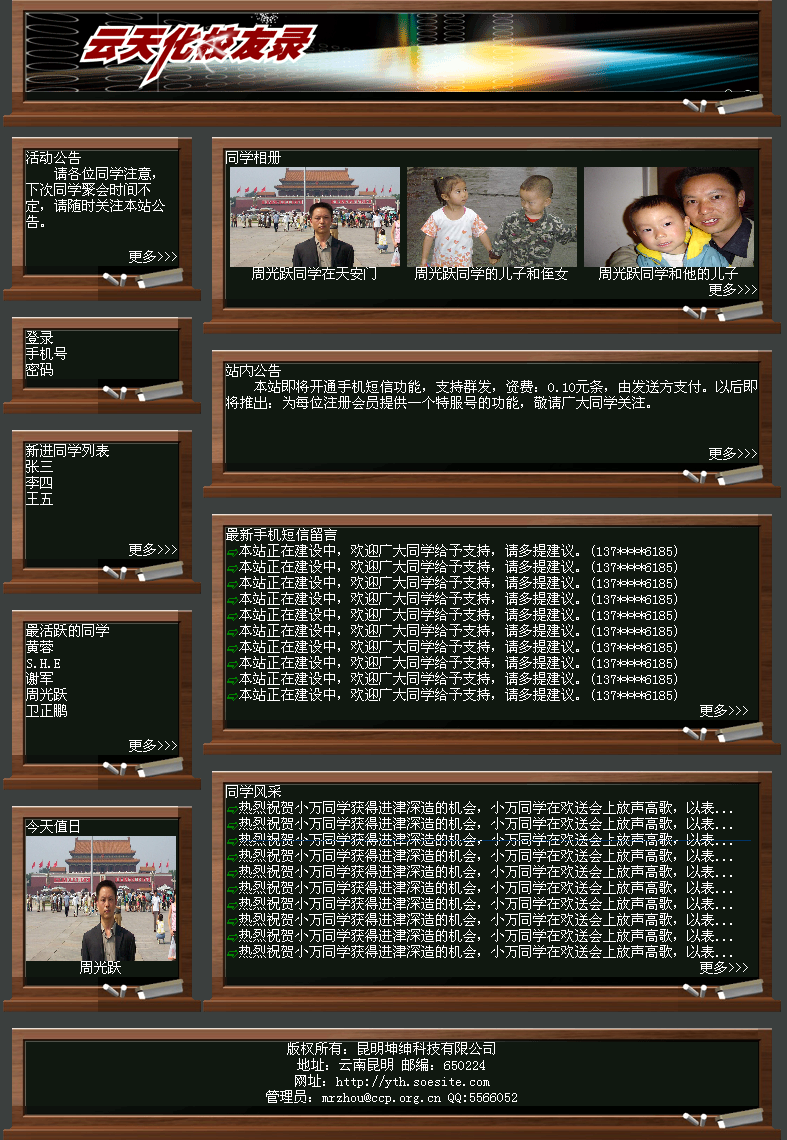 云天化校友录
活动公告
请各位同学注意，
下次同学聚会时间不
定，请随时关注本站公
告。
更多>>>
登录
手机号
密码
新进同学列表
张三
李四
王五
更多>>>
最活跃的同学
黄蓉
S.H.E
谢军
周光跃
卫正鹏
更多>>>
今天值日
周光跃
同学相册
周光跃同学在天安门
周光跃同学的儿子和侄女
周光跃同学和他的儿子
更多>>>
站内公告
本站即将开通手机短信功能，支持群发，资费：0.10元条，由发送方支付。以后即
将推出：为每位注册会员提供一个特服号的功能，敬请广大同学关注。
更多>>>
最新手机短信留言
⇨本站正在建设中，欢迎广大同学给予支持，请多提建议。(137****6185)
⇨本站正在建设中，欢迎广大同学给予支持，请多提建议。(137****6185)
⇨本站正在建设中，欢迎广大同学给予支持，请多提建议。(137****6185)
⇨本站正在建设中，欢迎广大同学给予支持，请多提建议。(137****6185)
⇨本站正在建设中，欢迎广大同学给予支持，请多提建议。(137****6185)
⇨本站正在建设中，欢迎广大同学给予支持，请多提建议。(137****6185)
⇨本站正在建设中，欢迎广大同学给予支持，请多提建议。(137****6185)
⇨本站正在建设中，欢迎广大同学给予支持，请多提建议。(137****6185)
⇨本站正在建设中，欢迎广大同学给予支持，请多提建议。(137****6185)
⇨本站正在建设中，欢迎广大同学给予支持，请多提建议。(137****6185)
更多>>>
同学风采
⇨热烈祝贺小万同学获得进津深造的机会，小万同学在欢送会上放声高歌，以表...
⇨热烈祝贺小万同学获得进津深造的机会，小万同学在欢送会上放声高歌，以表...
⇨热烈祝贺小万同学获得进津深造的机会，小万同学在欢送会上放声高歌，以表...
⇨热烈祝贺小万同学获得进津深造的机会，小万同学在欢送会上放声高歌，以表...
⇨热烈祝贺小万同学获得进津深造的机会，小万同学在欢送会上放声高歌，以表...
⇨热烈祝贺小万同学获得进津深造的机会，小万同学在欢送会上放声高歌，以表...
⇨热烈祝贺小万同学获得进津深造的机会，小万同学在欢送会上放声高歌，以表...
⇨热烈祝贺小万同学获得进津深造的机会，小万同学在欢送会上放声高歌，以表...
⇨热烈祝贺小万同学获得进津深造的机会，小万同学在欢送会上放声高歌，以表...
⇨热烈祝贺小万同学获得进津深造的机会，小万同学在欢送会上放声高歌，以表...
更多>>>
版权所有：昆明坤绅科技有限公司
地址：云南昆明 邮编：650224
网址：http://yth.soesite.com
管理员：mrzhou@ccp.org.cn QQ:5566052